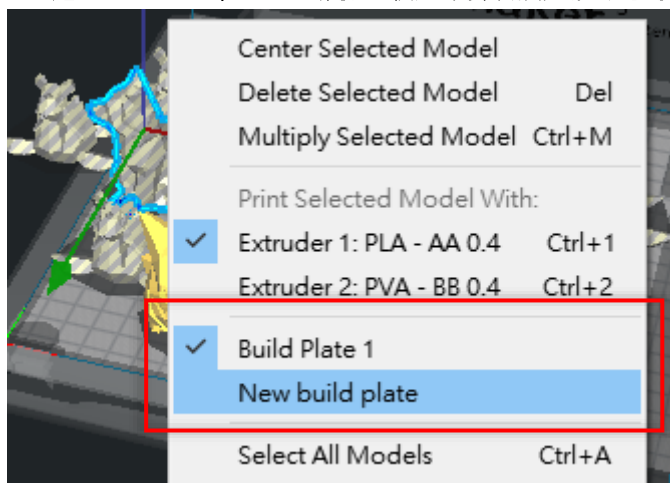 Center Selected Model
Delete Selected Model Del
Multiply Selected Model Ctrl+M
Print Selected Model With:
Extruder 1: PLA - AA 0.4 Ctrl+1
Extruder 2: PVA - BB 0.4 Ctrl+2
Build Plate 1
New build plate
Select All Models Ctrl+A